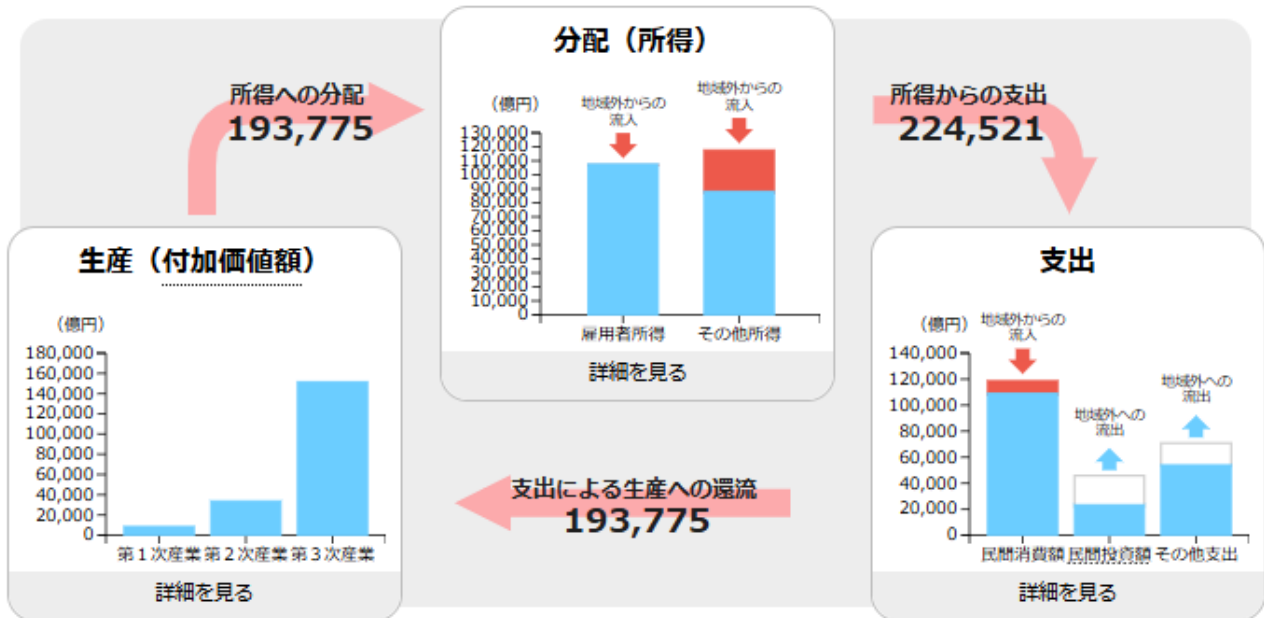 分配（所得）
所得への分配
193,775
（億円）
地域外からの
流入
地域外からの
流入
130,000
120,000
110,000
100,000
90,000
80,000
70,000
60,000
50,000
40,000
30,000
20,000
10,000
0
雇用者所得
その他所得
詳細を見る
所得からの支出
224,521
生産（付加価値額）
（億円）
180,000
160,000
140,000
120,000
100,000
80,000
60,000
40,000
20,000
0
第１次産業
第２次産業
第３次産業
詳細を見る
支出
（億円）
地域外からの
流入
地域外への
流出
地域外への
流出
140,000
120,000
100,000
80,000
60,000
40,000
20,000
0
民間消費額
民間投資額
その他支出
詳細を見る
支出による生産への還流
193,775